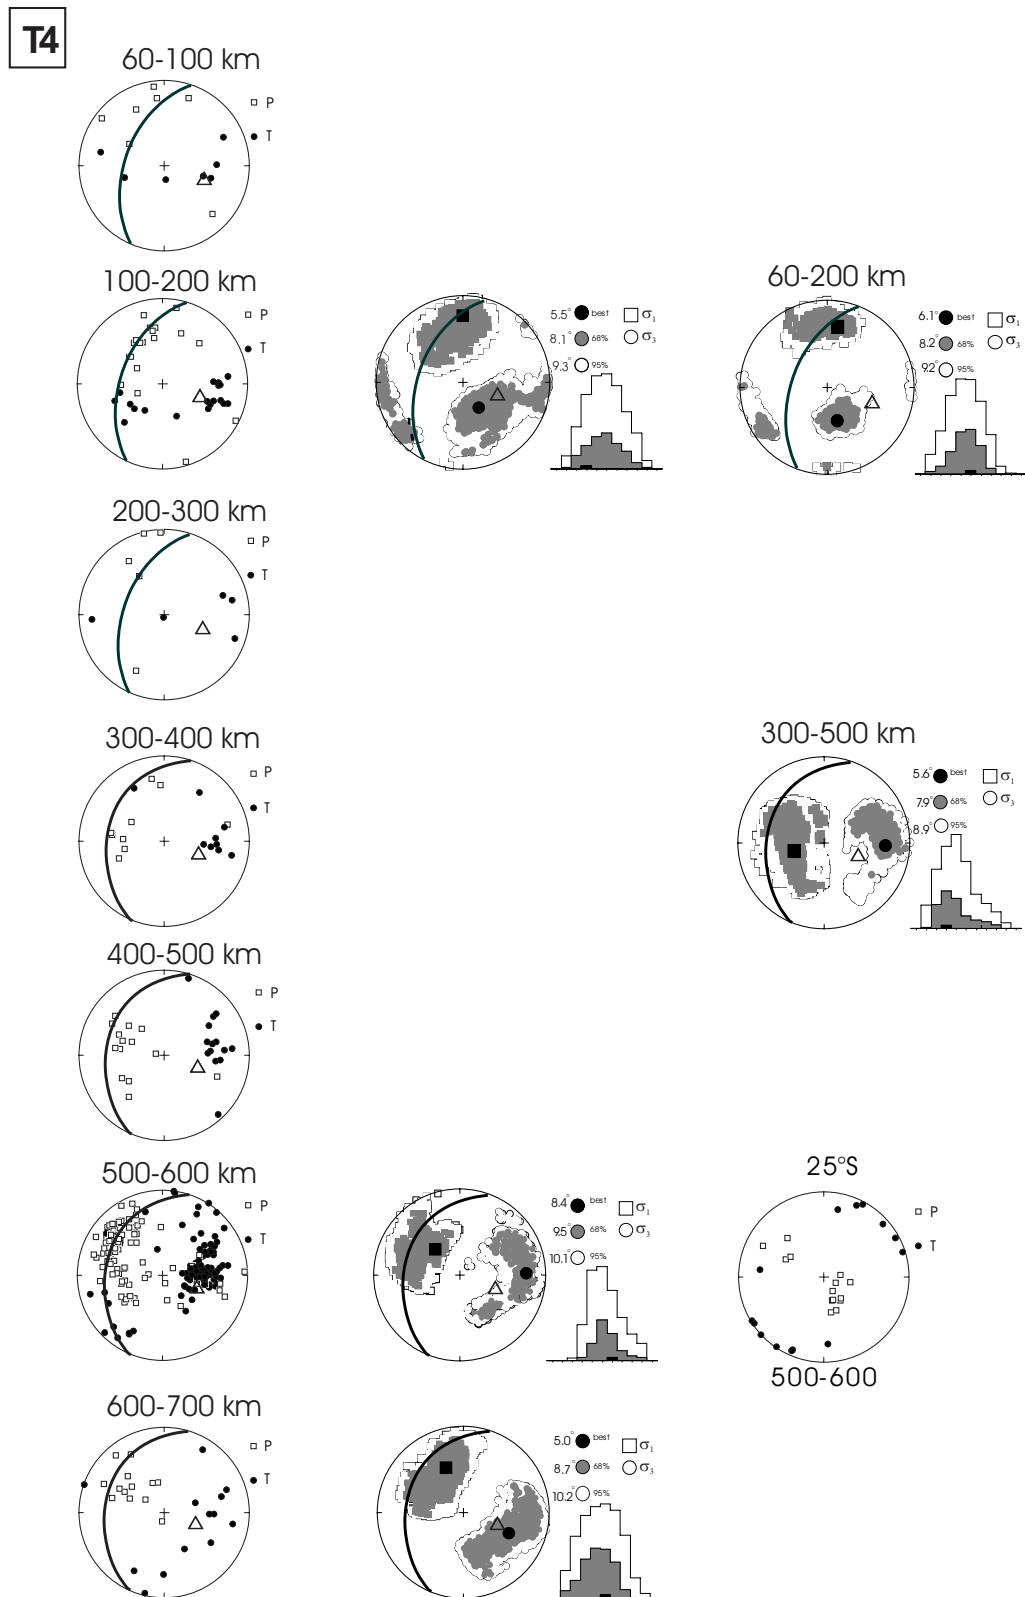 T4
60-100 km
P
T
100-200 km
P
T
5.5° best
8.1° 68%
9.3° 95%
σ1
σ3
60-200 km
6.1° best
8.2° 68%
9.2° 95%
σ1
σ3
200-300 km
P
T
300-400 km
P
T
300-500 km
5.6° best
7.9° 68%
8.9° 95%
σ1
σ3
400-500 km
P
T
500-600 km
P
T
8.4° best
9.5° 68%
10.1° 95%
σ1
σ3
25°S
P
T
500-600
600-700 km
P
T
5.0° best
8.7° 68%
10.2° 95%
σ1
σ3